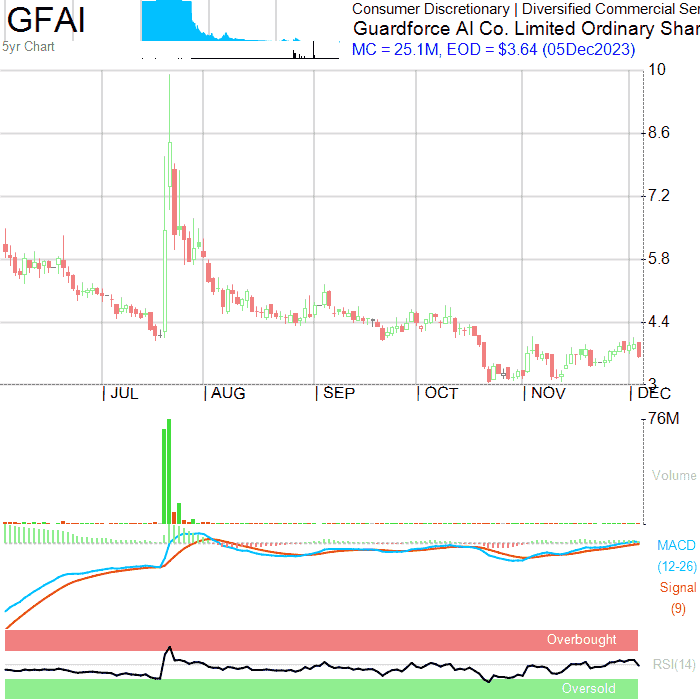 GFAI
5yr Chart
Consumer Discretionary | Diversified Commercial Ser
Guardforce AI Co. Limited Ordinary Shar
MC = 25.1M, EOD = $3.64 (05Dec2023)
10
8.6
7.2
5.8
4.4
3
| JUL | AUG | SEP | OCT | NOV | DEC
76M
Volume
MACD
(12-26)
Signal
(9)
Overbought
RSI(14)
Oversold